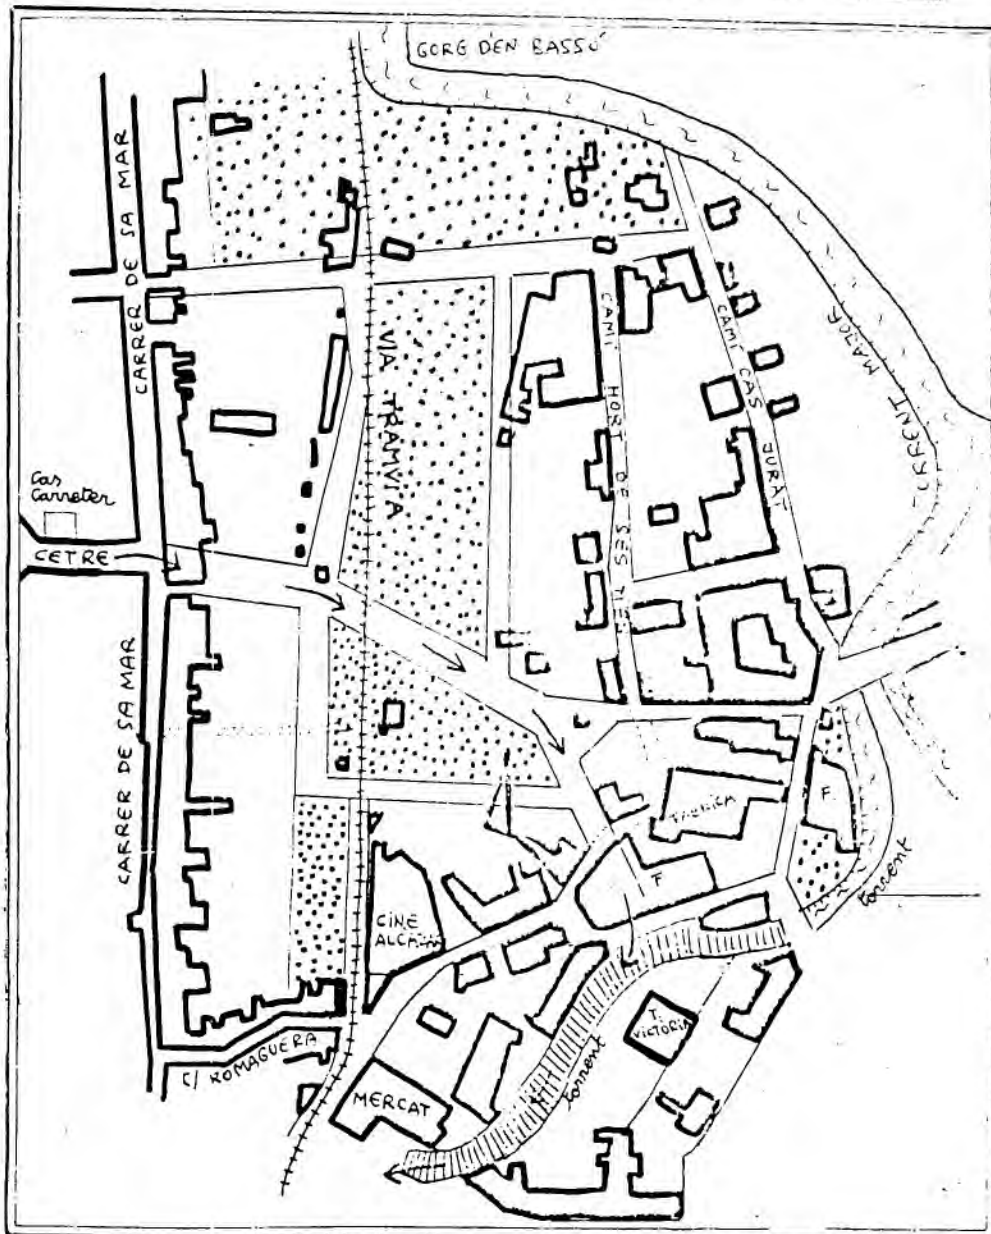 GORG D'EN BASSÓ
CARRER DE SA MAR
VIA TRAMVIA
CAMI HORT DE SES
CAMI CAS JURAT
TORRENT MAJOR
Cas
Carreter
CETRE
CARRER DE SA MAR
F.
F
torrent
CINE
T.
VICTORIA
torrent
C/ ROMAGUERA
MERCAT